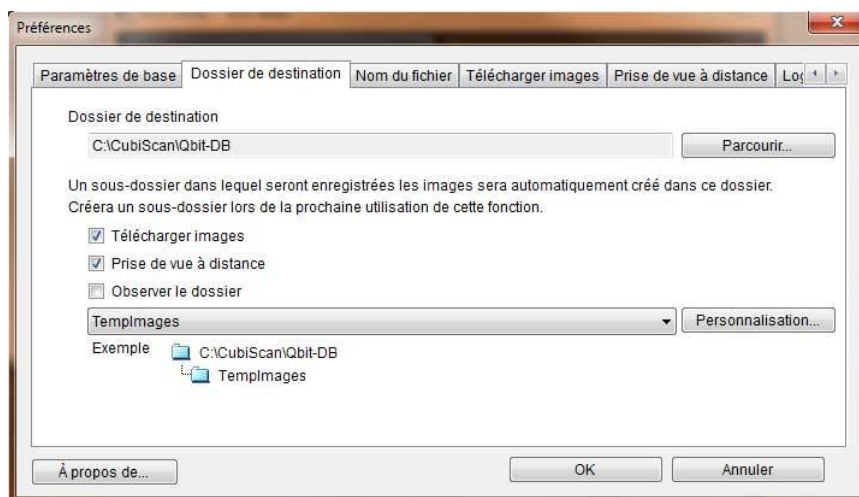 Préférences
Paramètres de base
Dossier de destination
Nom du fichier
Télécharger images
Prise de vue à distance
Dossier de destination
C:\CubiScan\Qbit-DB
Parcourir...
Un sous-dossier dans lequel seront enregistrées les images sera automatiquement créé dans ce dossier.
Créera un sous-dossier lors de la prochaine utilisation de cette fonction.
Télécharger images
Prise de vue à distance
Observer le dossier
TempImages
Personnalisation...
Exemple
C:\CubiScan\Qbit-DB
TempImages
À propos de...
OK
Annuler